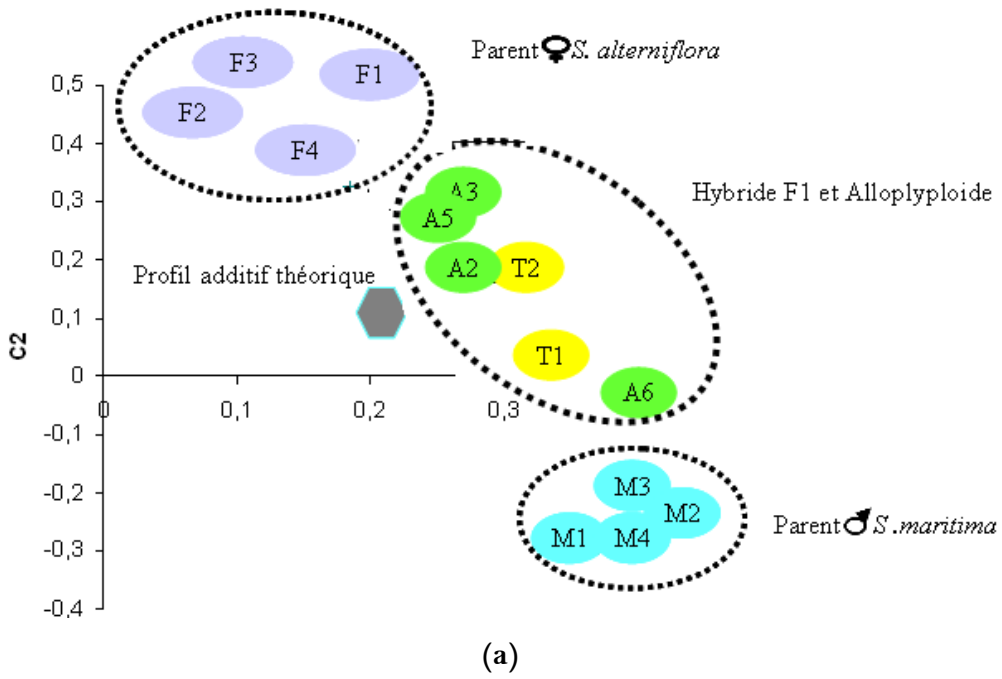 Parent ♀ S. alterniflora
F3
F1
0,5
F2
0,4
F4
0,3
A3
Hybride F1 et Alloplyploide
A5
0,2
Profil additif théorique
A2
T2
0,1
C2
T1
0
A6
0
0,1
0,2
0,3
-0,1
-0,2
M3
M2
Parent ♂ S.maritima
-0,3
M1
M4
-0,4
(a)